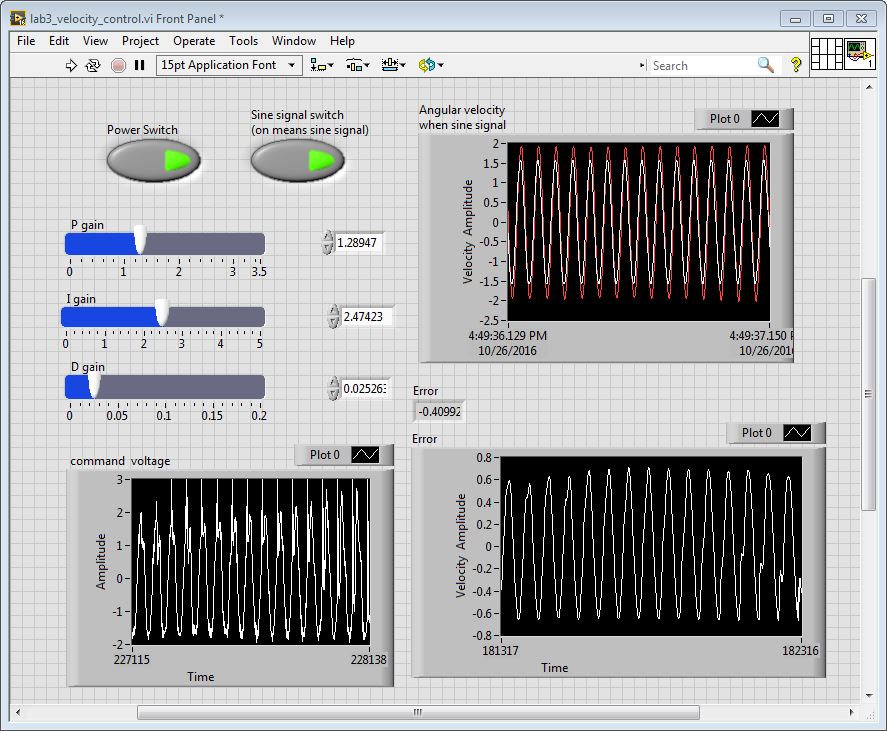 lab3_velocity_control.vi Front Panel *
File Edit View Project Operate Tools Window Help
15pt Application Font
Search
?
1
Power Switch
Sine signal switch
(on means sine signal)
P gain
0 1 2 3 3.5
1.28947
I gain
0 1 2 3 4 5
2.47423
D gain
0 0.05 0.1 0.15 0.2
0.025263
Angular velocity
when sine signal
Plot 0
Velocity Amplitude
2
1.5
1
0.5
0
-0.5
-1
-1.5
-2
-2.5
4:49:36.129 PM
10/26/2016
4:49:37.150
10/26/201
Error
-0.40992
command voltage
Plot 0
Amplitude
3
2
1
0
-1
-2
227115 228138
Time
Error
Plot 0
Velocity Amplitude
0.8
0.6
0.4
0.2
0
-0.2
-0.4
-0.6
-0.8
181317 182316
Time